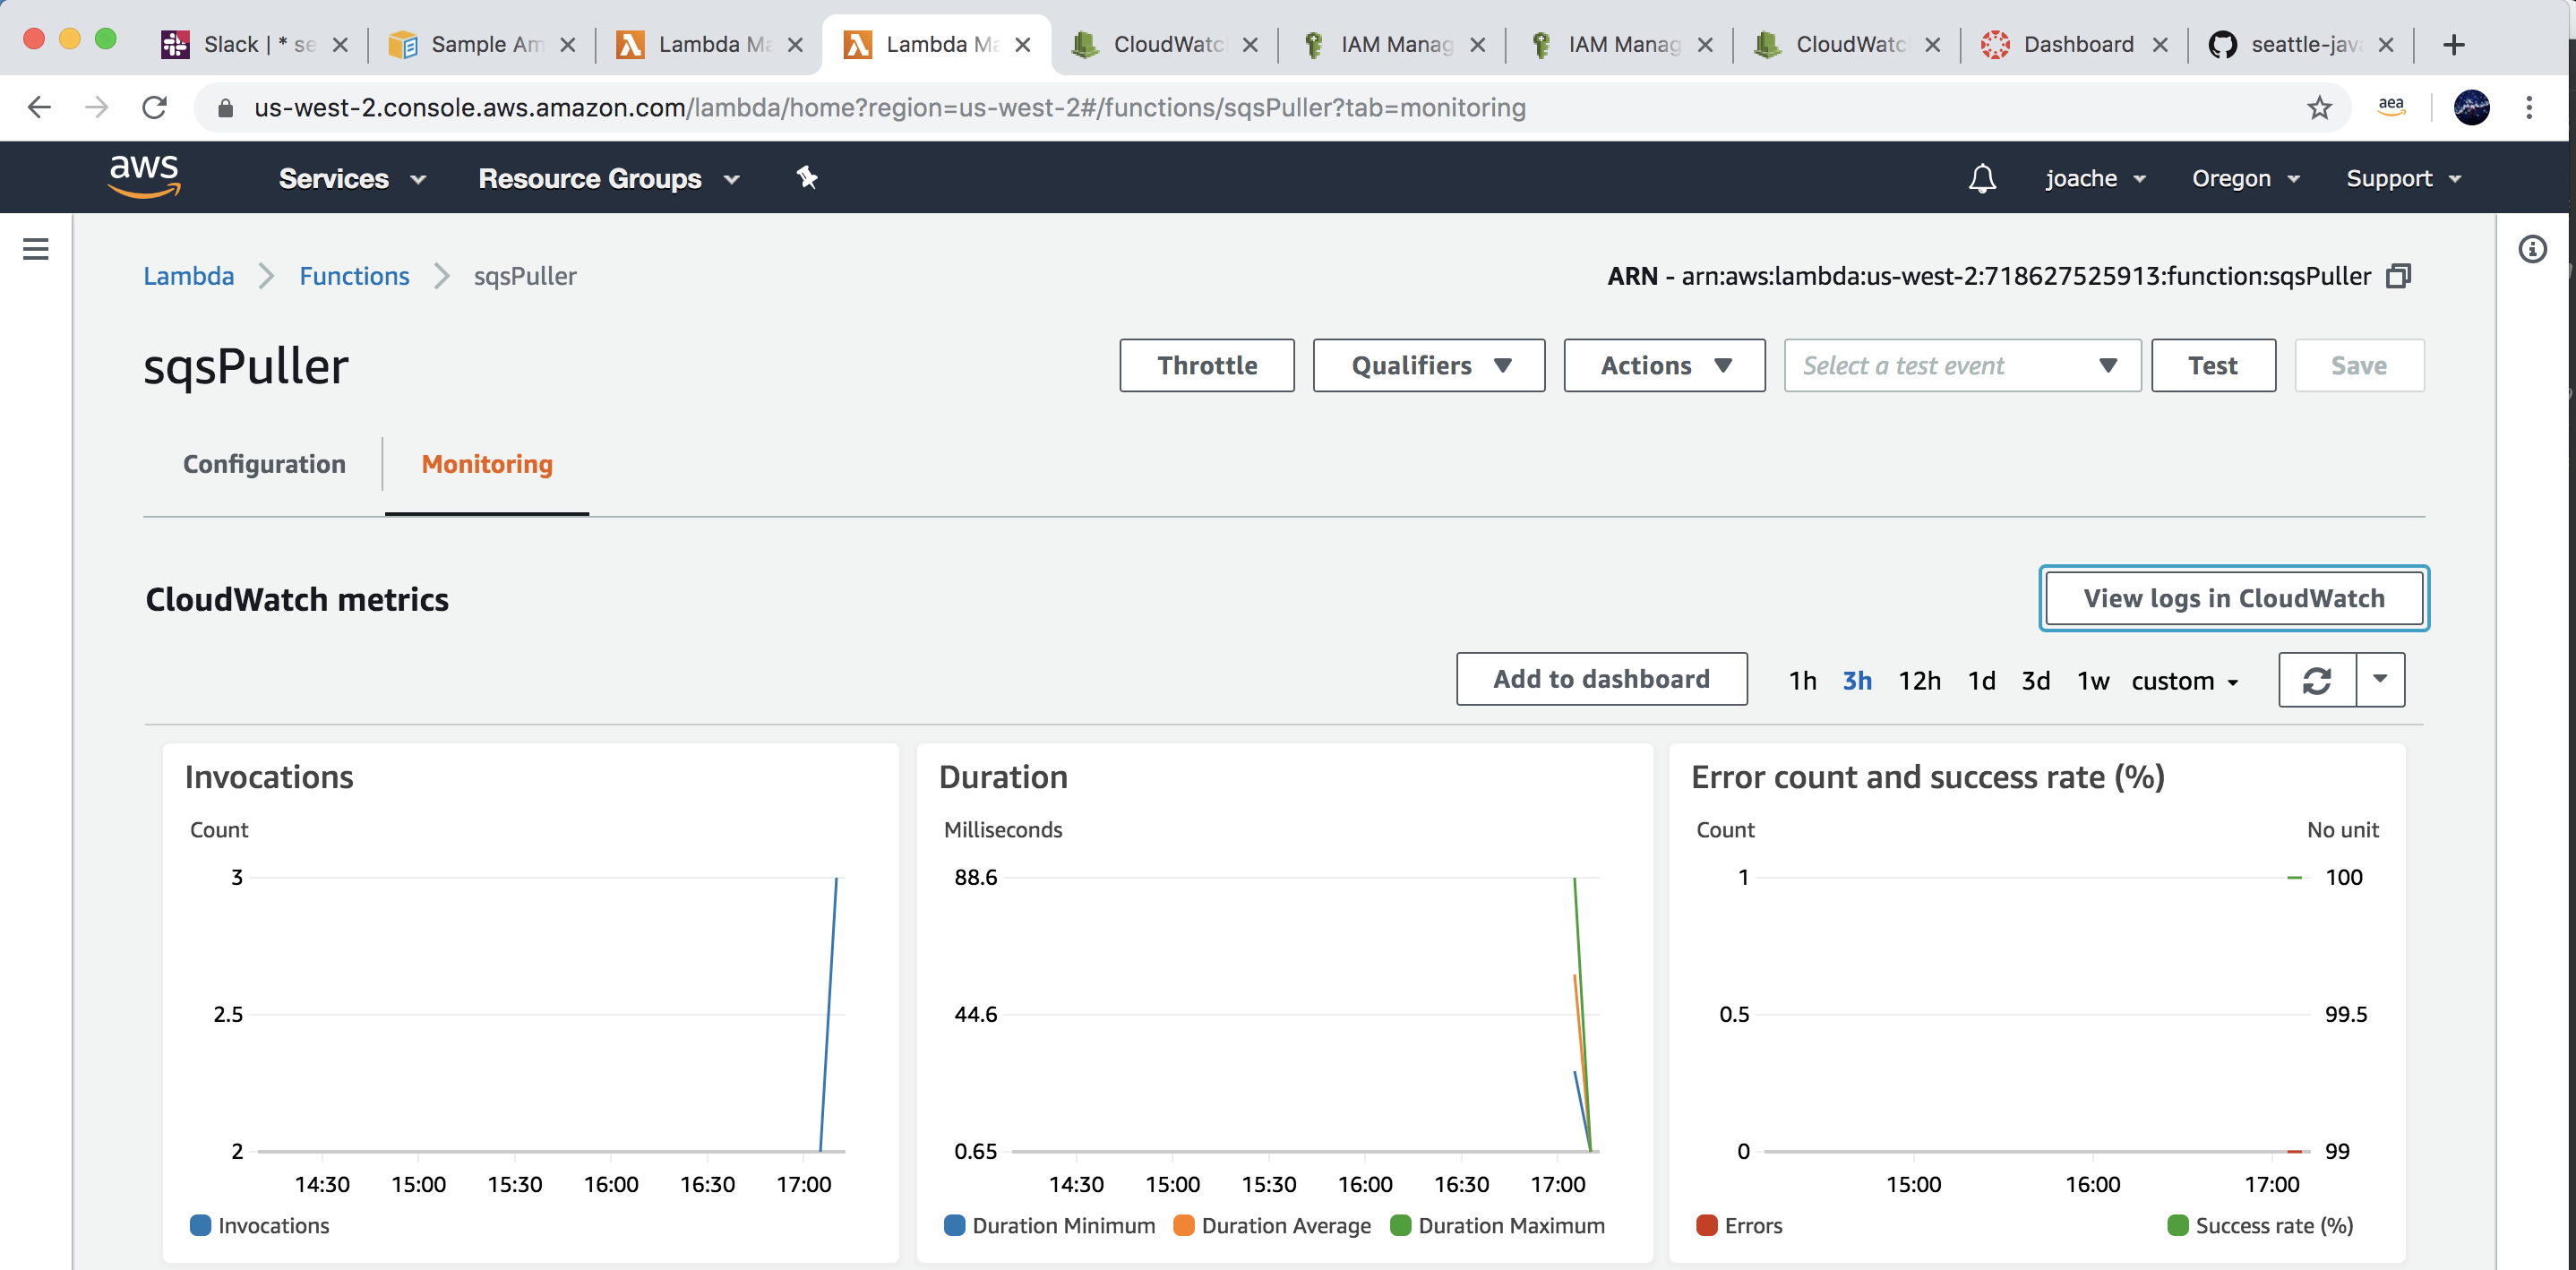 Slack | * se
Sample Am
Lambda Ma
Lambda Ma
CloudWatc
IAM Manag
IAM Manag
CloudWatc
Dashboard
seattle-java
us-west-2.console.aws.amazon.com/lambda/home?region=us-west-2#/functions/sqsPuller?tab=monitoring
aea
aws
Services
Resource Groups
joache
Oregon
Support
Lambda
Functions
sqsPuller
ARN - arn:aws:lambda:us-west-2:718627525913:function:sqsPuller
sqsPuller
Throttle
Qualifiers
Actions
Select a test event
Test
Save
Configuration
Monitoring
CloudWatch metrics
View logs in CloudWatch
Add to dashboard
1h 3h 12h 1d 3d 1w custom
Invocations
Count
3
2.5
2
14:30 15:00 15:30 16:00 16:30 17:00
Invocations
Duration
Milliseconds
88.6
44.6
0.65
14:30 15:00 15:30 16:00 16:30 17:00
Duration Minimum Duration Average Duration Maximum
Error count and success rate (%)
Count No unit
1 100
0.5 99.5
0 99
15:00 16:00 17:00
Errors Success rate (%)